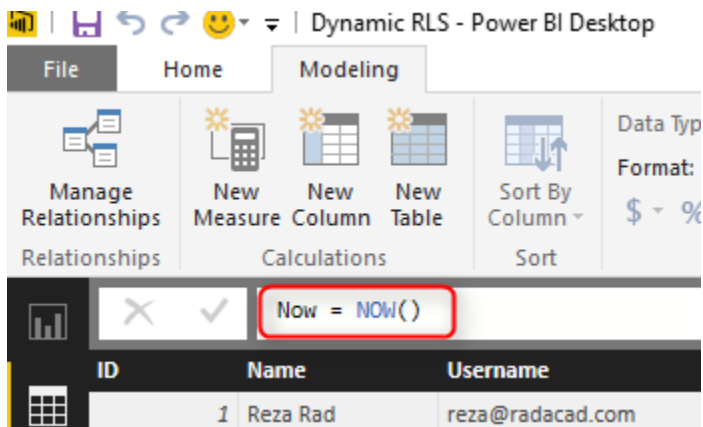 Dynamic RLS - Power BI Desktop
File Home Modeling
Data Typ
Format:
Manage Relationships New Measure New Column New Table Sort By Column $ %
Relationships Calculations Sort
Now = NOW()
ID Name Username
1 Reza Rad reza@radacad.com